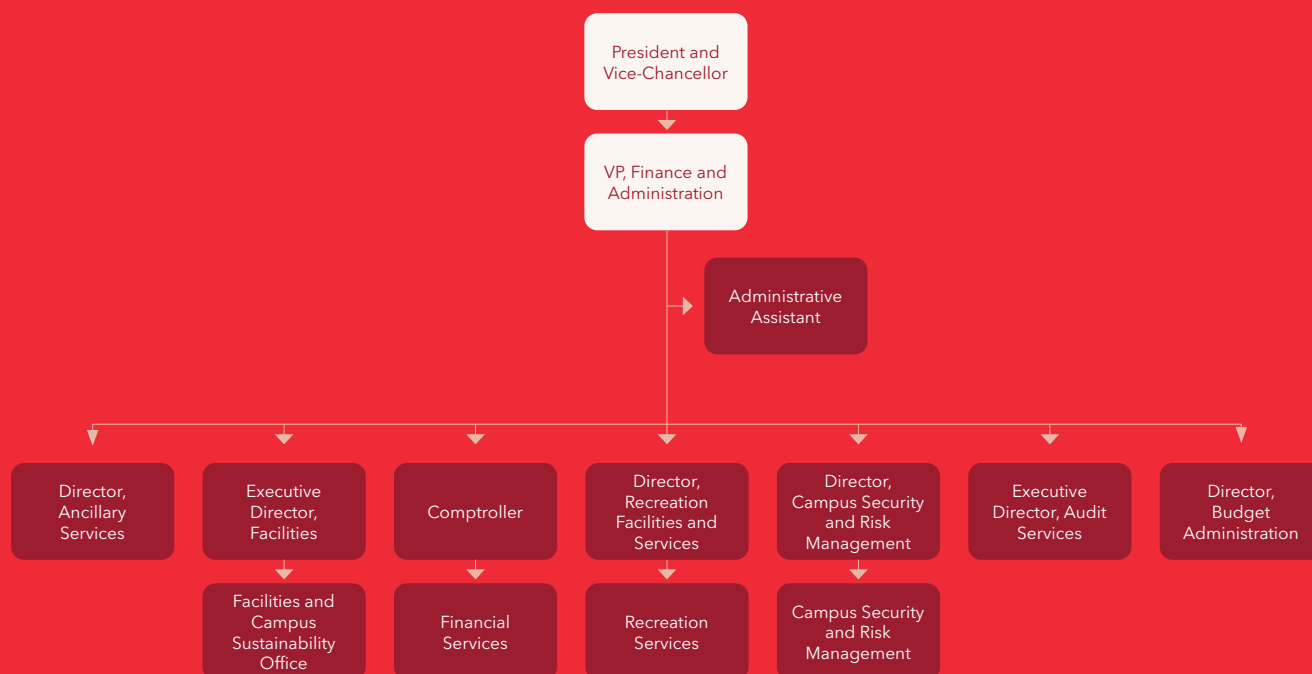 President and
Vice-Chancellor
VP, Finance and
Administration
Administrative
Assistant
Director,
Ancillary
Services
Executive
Director,
Facilities
Comptroller
Director,
Recreation
Facilities and
Services
Director,
Campus Security
and Risk
Management
Executive
Director, Audit
Services
Director,
Budget
Administration
Facilities and
Campus
Sustainability
Office
Financial
Services
Recreation
Services
Campus Security
and Risk
Management